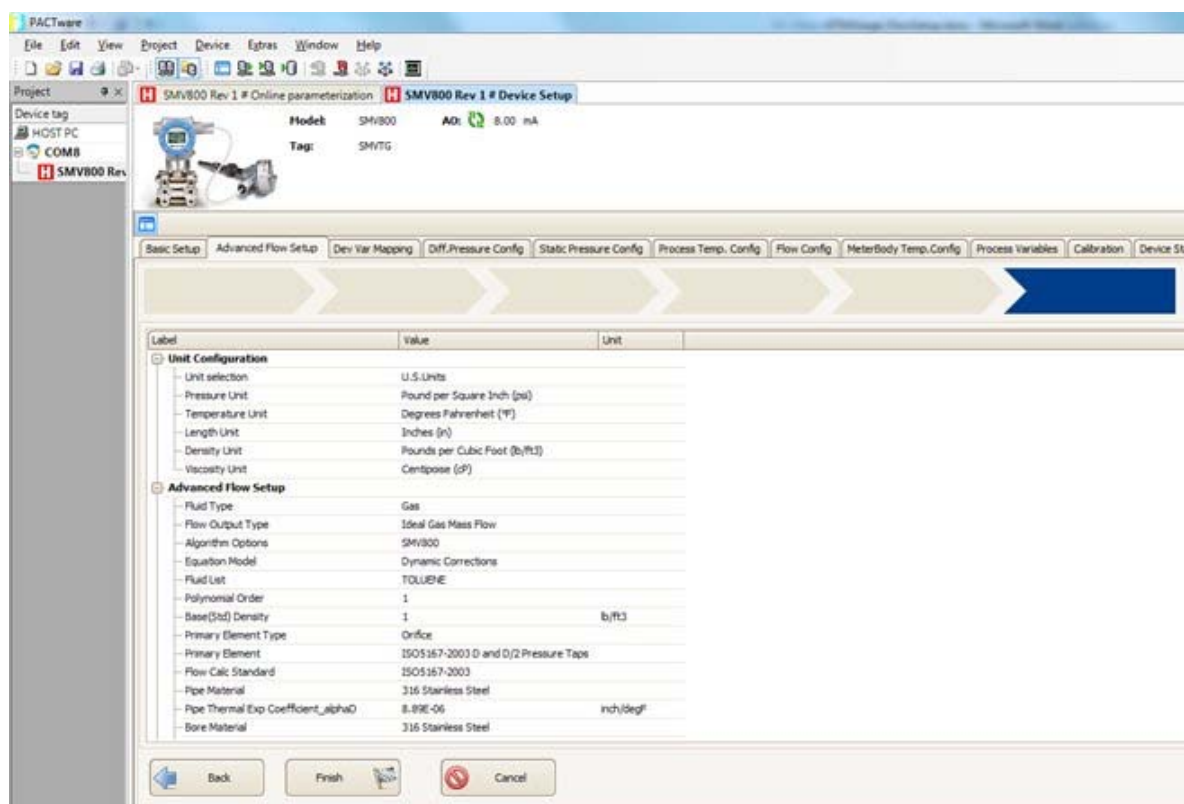 PACTware
File Edit View Project Device Extras Window Help
Project
SMV800 Rev 1 # Online parameterization SMV800 Rev 1 # Device Setup
Device tag
HOST PC
COM8
SMV800 Rev
Model: SMV800 AO: 8.00 mA
Tag: SMVTG
Basic Setup Advanced Flow Setup Dev Var Mapping Diff.Pressure Config Static Pressure Config Process Temp. Config Flow Config MeterBody Temp.Config Process Variables Calibration Device St
Label Value Unit
Unit Configuration
Unit selection U.S.Units
Pressure Unit Pound per Square Inch (psi)
Temperature Unit Degrees Fahrenheit (°F)
Length Unit Inches (in)
Density Unit Pounds per Cubic Foot (lb/ft3)
Viscosity Unit Centipoise (cP)
Advanced Flow Setup
Fluid Type Gas
Flow Output Type Ideal Gas Mass Flow
Algorithm Options SMV800
Equation Model Dynamic Corrections
Fluid List TOLUENE
Polynomial Order 1
Base(Std) Density 1 lb/ft3
Primary Element Type Orifice
Primary Element ISO5167-2003 D and D/2 Pressure Taps
Flow Calc Standard ISO5167-2003
Pipe Material 316 Stainless Steel
Pipe Thermal Exp Coefficient_alphaD 8.89E-06 inch/degF
Bore Material 316 Stainless Steel
Back Finish Cancel